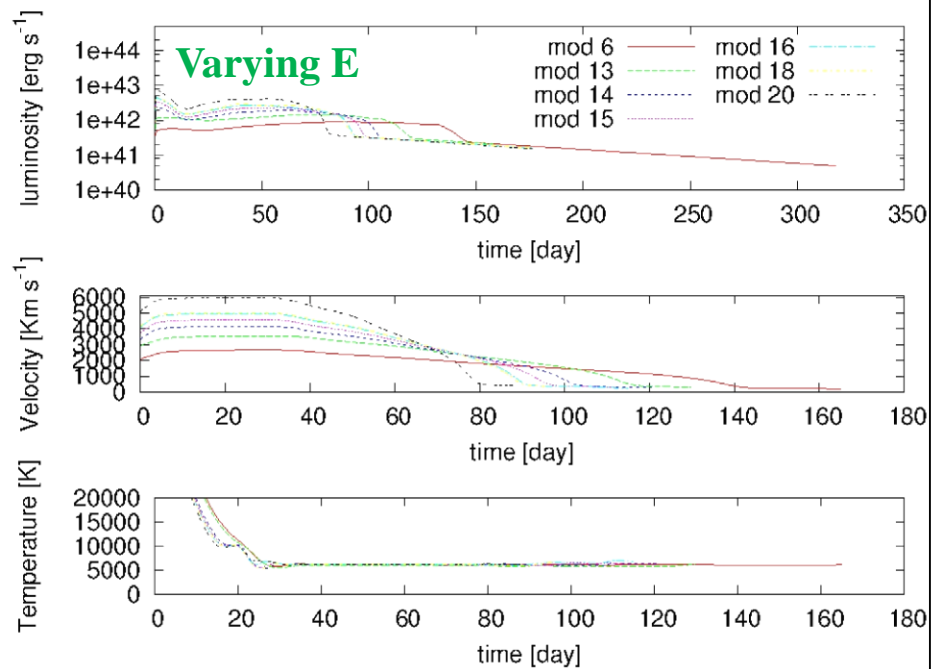 Varying E
mod 6
mod 13
mod 14
mod 15
mod 16
mod 18
mod 20
luminosity [erg s⁻¹]
1e+44
1e+43
1e+42
1e+41
1e+40
0 50 100 150 200 250 300 350
time [day]
Velocity [Km s⁻¹]
6000
5000
4000
3000
2000
1000
0
0 20 40 60 80 100 120 140 160 180
time [day]
Temperature [K]
20000
15000
10000
5000
0
0 20 40 60 80 100 120 140 160 180
time [day]